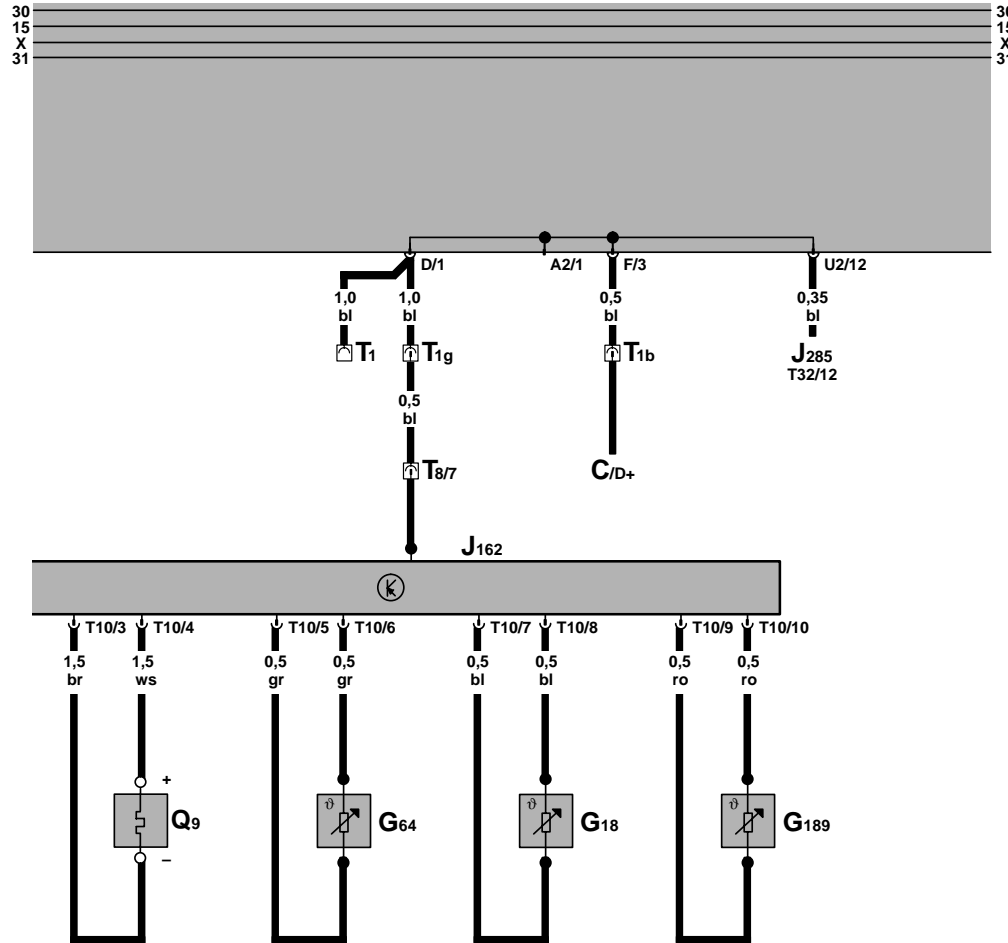 30 30
15 15
X X
31 31
D/1 A2/1 F/3 U2/12
1,0 1,0 0,5 0,35
bl bl bl bl
T1 T1g T1b J285
T32/12
0,5
bl
T8/7 C/D+
J162
T10/3 T10/4 T10/5 T10/6 T10/7 T10/8 T10/9 T10/10
1,5 1,5 0,5 0,5 0,5 0,5 0,5 0,5
br ws gr gr bl bl ro ro
+
ϑ ϑ ϑ
Q9 G64 G18 G189
–